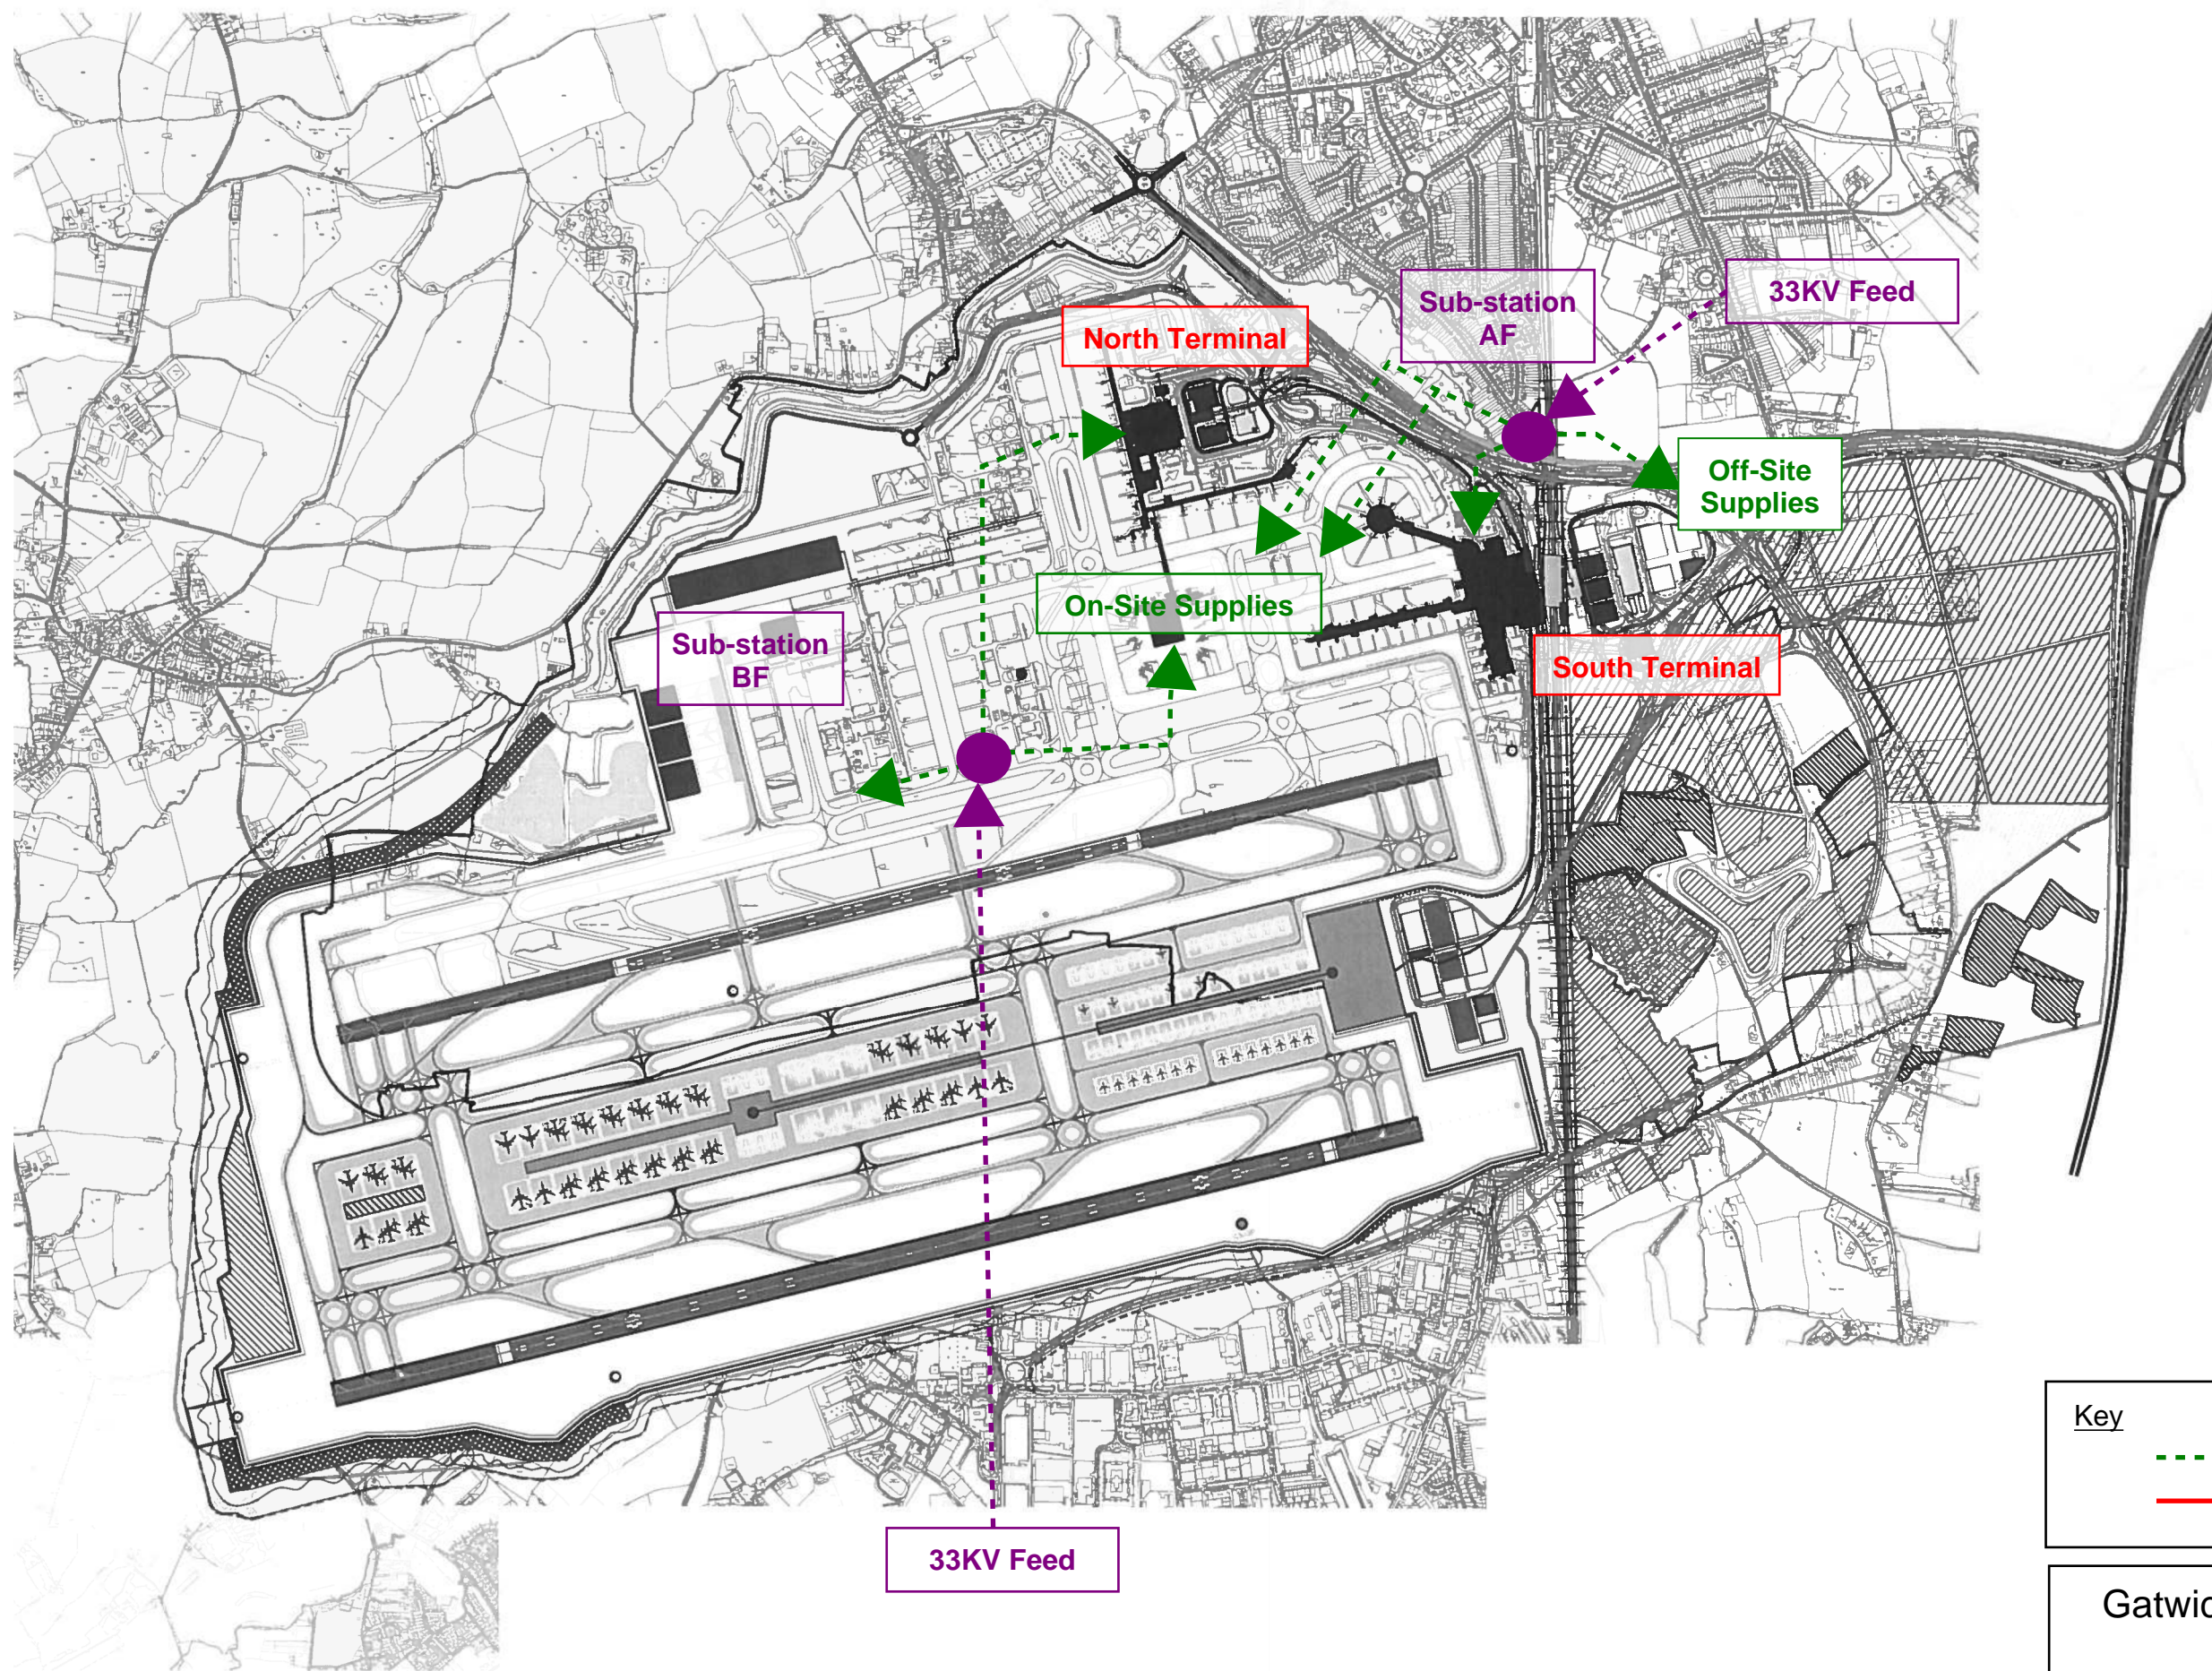 33KV Feed
Sub-station
AF
North Terminal
Off-Site
Supplies
On-Site Supplies
Sub-station
BF
South Terminal
33KV Feed
Key
Gatwic